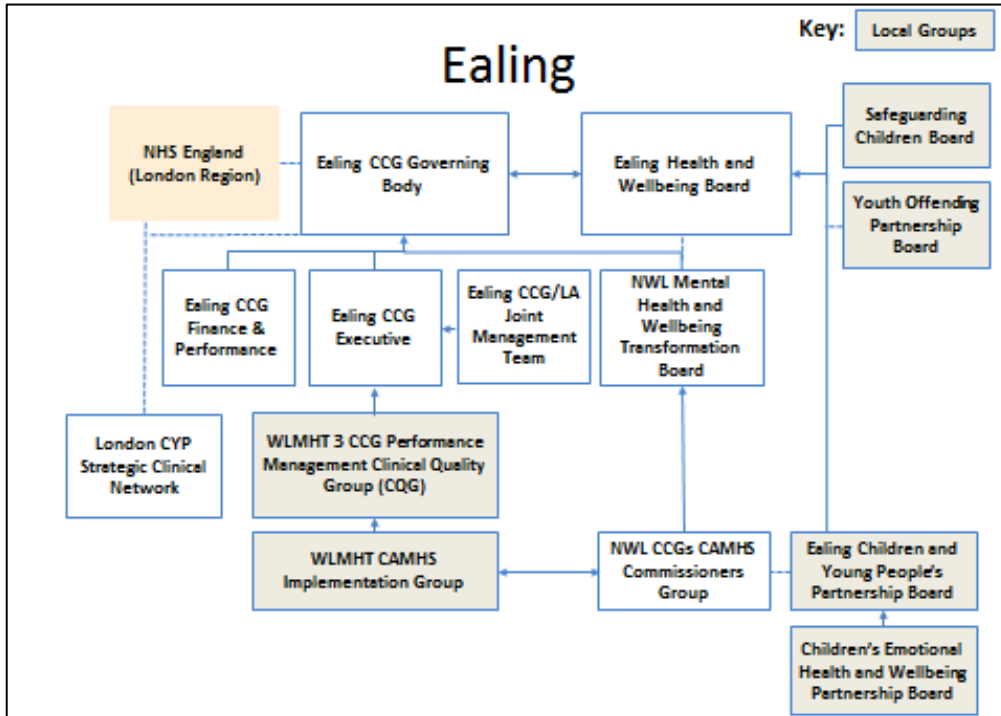 Key:
Local Groups
Ealing
Safeguarding
Children Board
NHS England
(London Region)
Ealing CCG Governing
Body
Ealing Health and
Wellbeing Board
Youth Offending
Partnership
Board
Ealing CCG
Finance &
Performance
Ealing CCG
Executive
Ealing CCG/LA
Joint
Management
Team
NWL Mental
Health and
Wellbeing
Transformation
Board
London CYP
Strategic Clinical
Network
WLMHT 3 CCG Performance
Management Clinical Quality
Group (CQG)
WLMHT CAMHS
Implementation Group
NWL CCGs CAMHS
Commissioners
Group
Ealing Children and
Young People's
Partnership Board
Children's Emotional
Health and Wellbeing
Partnership Board